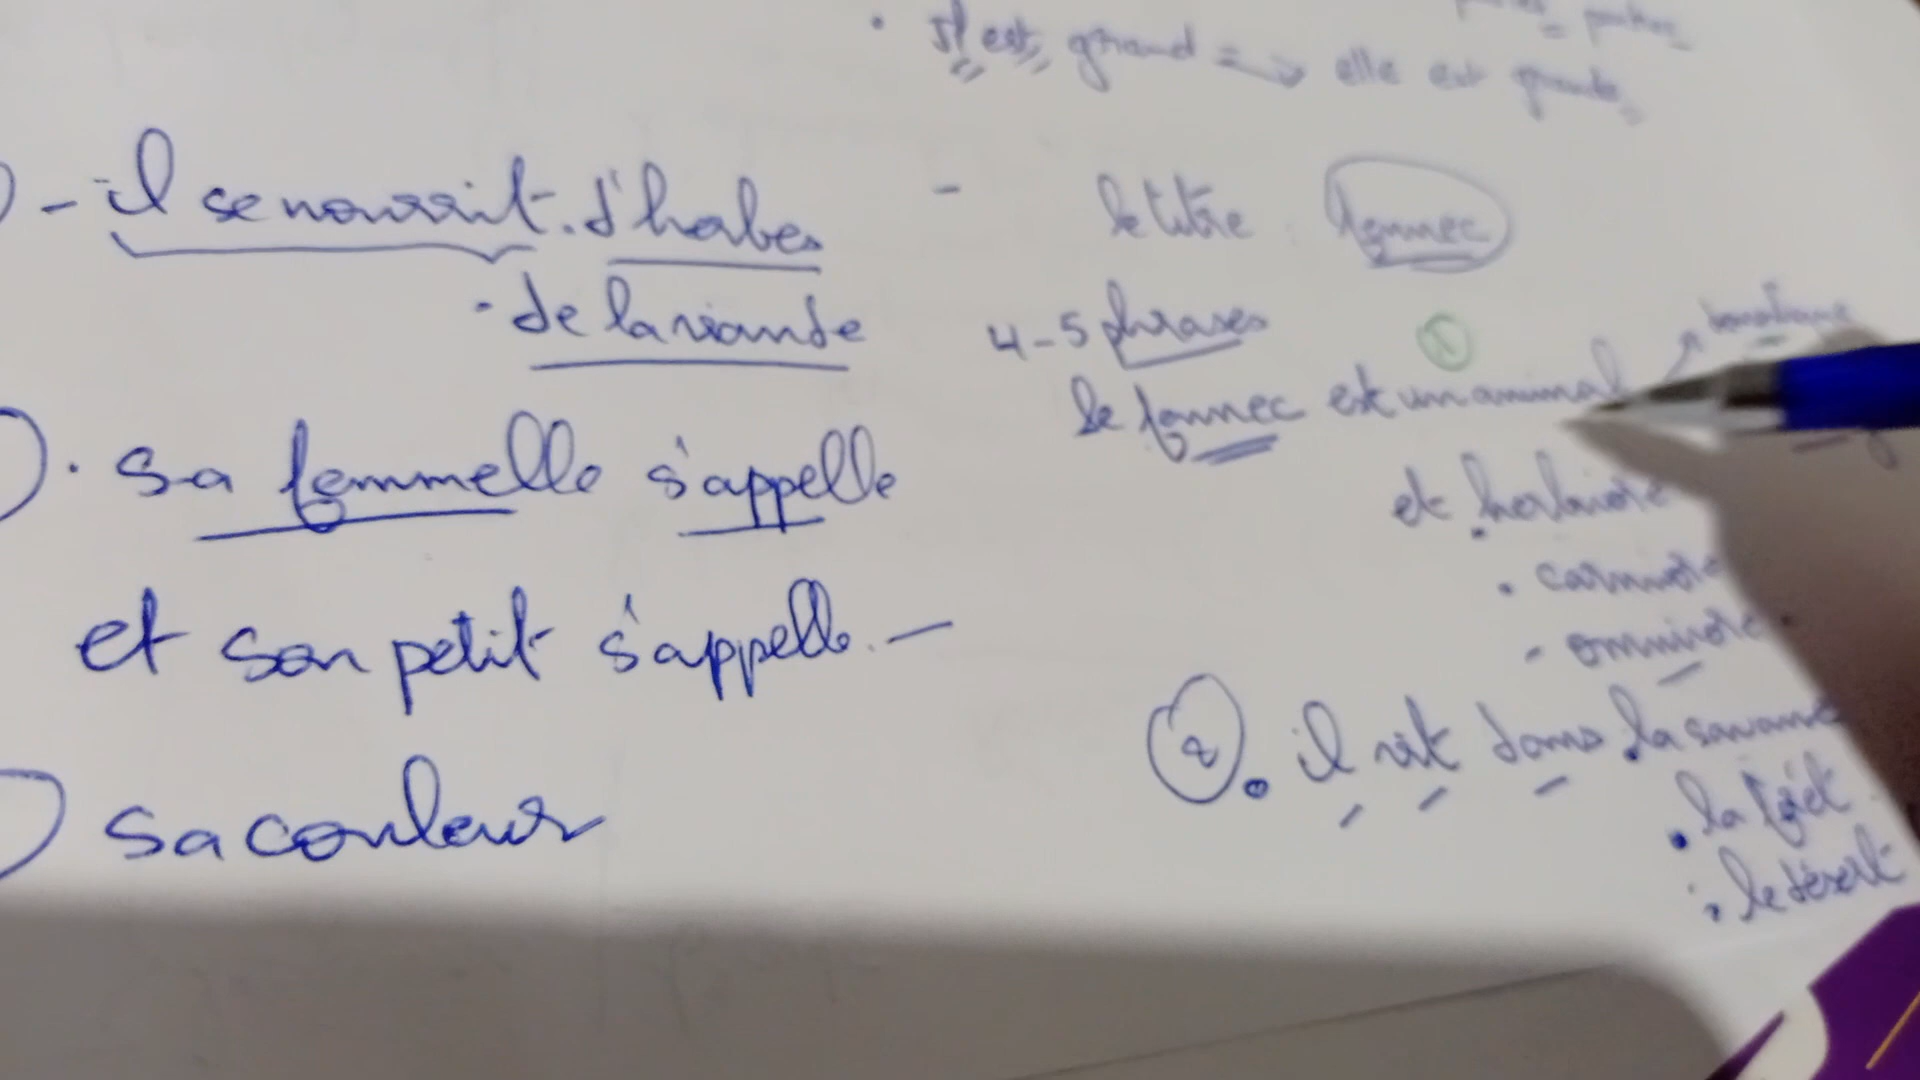 Il est grand => elle est grande
- le titre : fennec
4-5 phrases
①
le fennec est un animal
et . herbivore
. carnivore
- omnivore
②. il vit dans . la savane
. la forêt
. le désert
- il se nourrit . d'herbes
. de la viande
. sa femmelle s'appelle
et son petit s'appelle. —
sa couleur